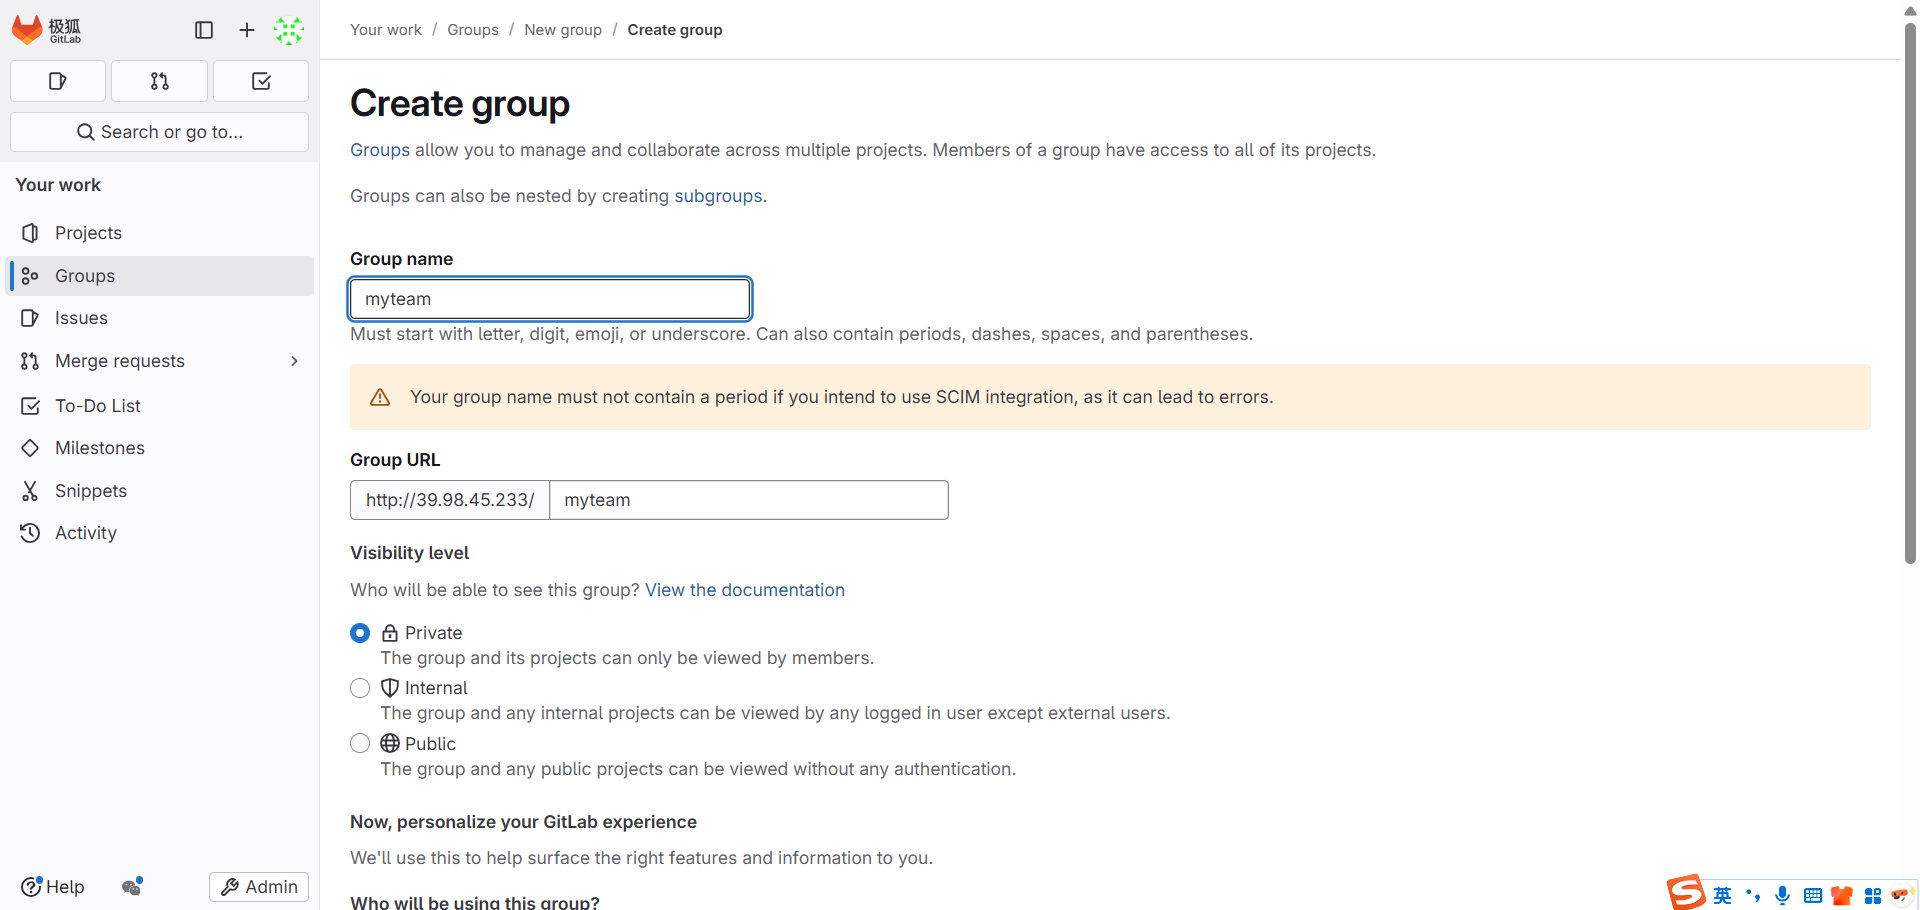 极狐
GitLab
Your work / Groups / New group / Create group
Search or go to...
Your work
Projects
Groups
Issues
Merge requests
To-Do List
Milestones
Snippets
Activity
Help
Admin
Create group
Groups allow you to manage and collaborate across multiple projects. Members of a group have access to all of its projects.
Groups can also be nested by creating subgroups.
Group name
myteam
Must start with letter, digit, emoji, or underscore. Can also contain periods, dashes, spaces, and parentheses.
Your group name must not contain a period if you intend to use SCIM integration, as it can lead to errors.
Group URL
http://39.98.45.233/ myteam
Visibility level
Who will be able to see this group? View the documentation
Private
The group and its projects can only be viewed by members.
Internal
The group and any internal projects can be viewed by any logged in user except external users.
Public
The group and any public projects can be viewed without any authentication.
Now, personalize your GitLab experience
We'll use this to help surface the right features and information to you.
Who will be using this group?
英